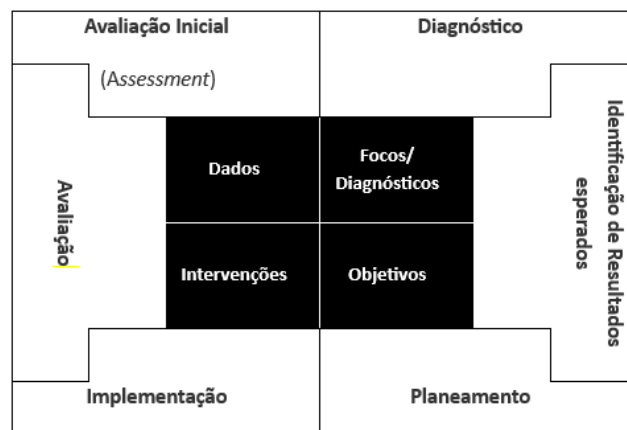 Avaliação Inicial
Diagnóstico
(Assessment)
Dados
Focos/
Diagnósticos
Avaliação
Identificação de Resultados
esperados
Intervenções
Objetivos
Implementação
Planeamento